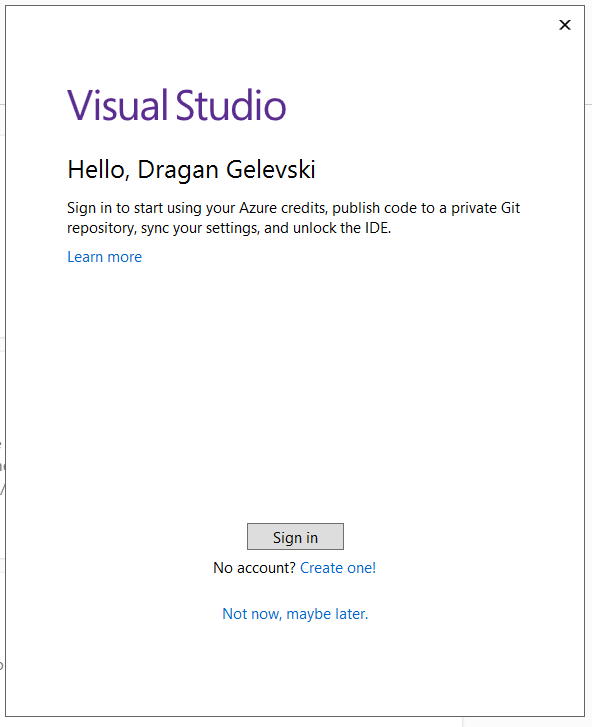 Visual Studio
Hello, Dragan Gelevski
Sign in to start using your Azure credits, publish code to a private Git
repository, sync your settings, and unlock the IDE.
Learn more
Sign in
No account? Create one!
Not now, maybe later.